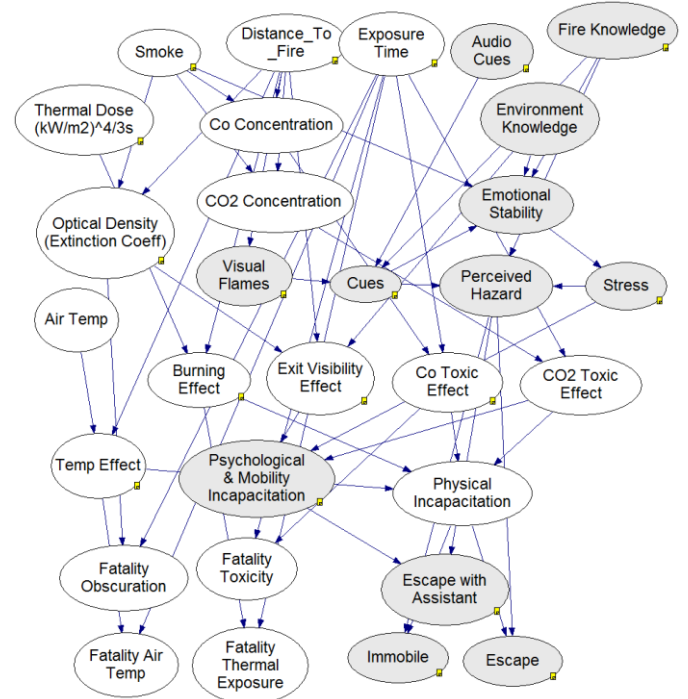 Smoke
Distance_To
_Fire
Exposure
Time
Audio
Cues
Fire Knowledge
Thermal Dose
(kW/m2)^4/3s
Co Concentration
Environment
Knowledge
CO2 Concentration
Emotional
Stability
Optical Density
(Extinction Coeff)
Visual
Flames
Cues
Perceived
Hazard
Stress
Air Temp
Burning
Effect
Exit Visibility
Effect
Co Toxic
Effect
CO2 Toxic
Effect
Temp Effect
Psychological
& Mobility
Incapacitation
Physical
Incapacitation
Fatality
Obscuration
Fatality
Toxicity
Escape with
Assistant
Fatality Air
Temp
Fatality
Thermal
Exposure
Immobile
Escape